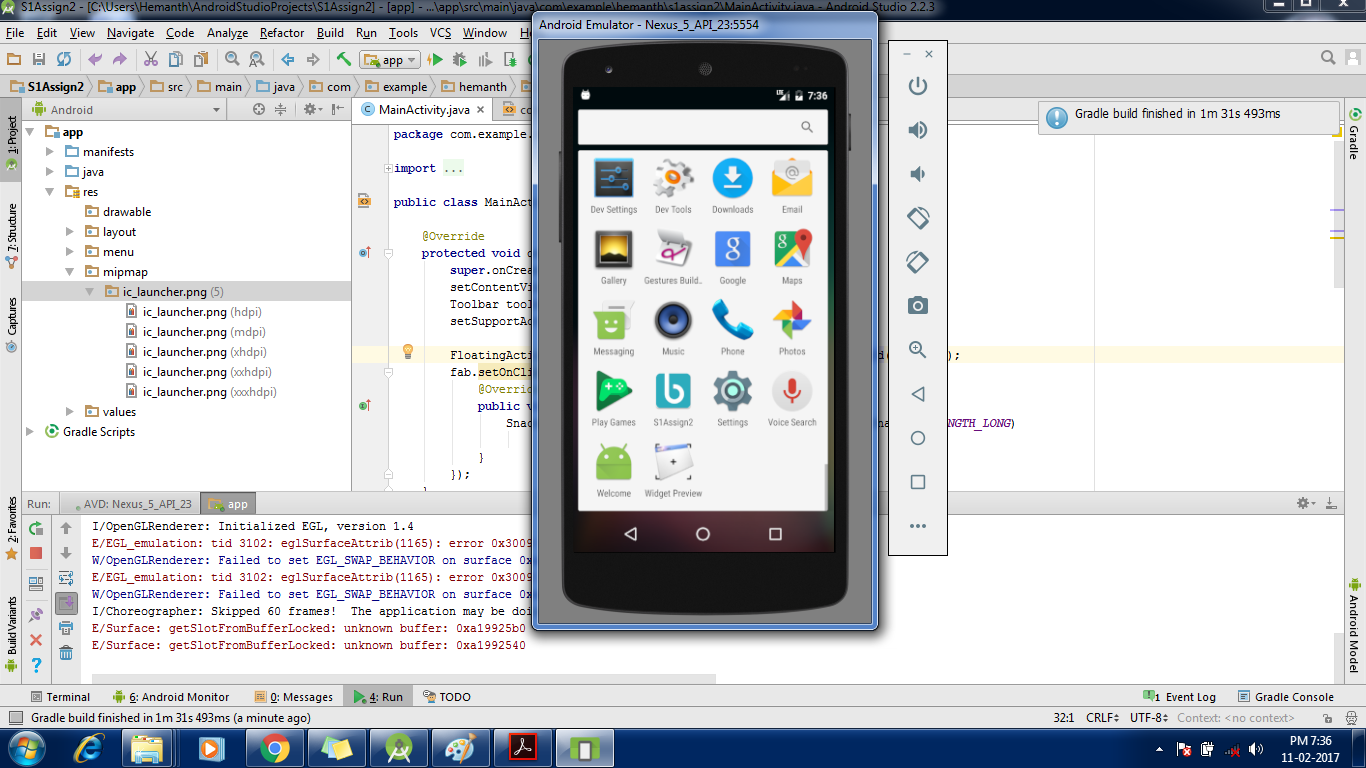 S1Assign2 - [C:\Users\Hemanth\AndroidStudioProjects\S1Assign2] - [app] - ...\app\src\main\java\com\example\hemanth\s1assign2\MainActivity.java - Android Studio 2.2.3
File Edit View Navigate Code Analyze Refactor Build Run Tools VCS Window
app
S1Assign2 app src main java com example hemanth
Android
MainActivity.java
1: Project
7: Structure
Captures
2: Favorites
Build Variants
app
manifests
java
res
drawable
layout
menu
mipmap
ic_launcher.png (5)
ic_launcher.png (hdpi)
ic_launcher.png (mdpi)
ic_launcher.png (xhdpi)
ic_launcher.png (xxhdpi)
ic_launcher.png (xxxhdpi)
values
Gradle Scripts
package com.example.
import ...
public class MainActi
@Override
protected void o
super.onCrea
setContentVi
Toolbar tool
setSupportAc
FloatingActi
);
fab.setOnCli
@Overrid
public v
Snac
NGTH_LONG)
}
});
Android Emulator - Nexus_5_API_23:5554
LTE 7:36
Dev Settings Dev Tools Downloads Email
Gallery Gestures Build.. Google Maps
Messaging Music Phone Photos
Play Games S1Assign2 Settings Voice Search
Welcome Widget Preview
Gradle build finished in 1m 31s 493ms
Gradle
Android Model
Run: AVD: Nexus_5_API_23 app
I/OpenGLRenderer: Initialized EGL, version 1.4
E/EGL_emulation: tid 3102: eglSurfaceAttrib(1165): error 0x3009
W/OpenGLRenderer: Failed to set EGL_SWAP_BEHAVIOR on surface 0x
E/EGL_emulation: tid 3102: eglSurfaceAttrib(1165): error 0x3009
W/OpenGLRenderer: Failed to set EGL_SWAP_BEHAVIOR on surface 0x
I/Choreographer: Skipped 60 frames! The application may be doi
E/Surface: getSlotFromBufferLocked: unknown buffer: 0xa19925b0
E/Surface: getSlotFromBufferLocked: unknown buffer: 0xa1992540
Terminal 6: Android Monitor 0: Messages 4: Run TODO 1 Event Log Gradle Console
Gradle build finished in 1m 31s 493ms (a minute ago) 32:1 CRLF UTF-8 Context: <no context>
PM 7:36
11-02-2017